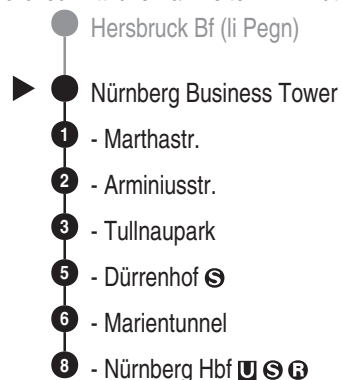 Hersbruck Bf (li Pegn)
Nürnberg Business Tower
1 - Marthastr.
2 - Arminiusstr.
3 - Tullnaupark
5 - Dürrenhof S
6 - Marientunnel
8 - Nürnberg Hbf U S R